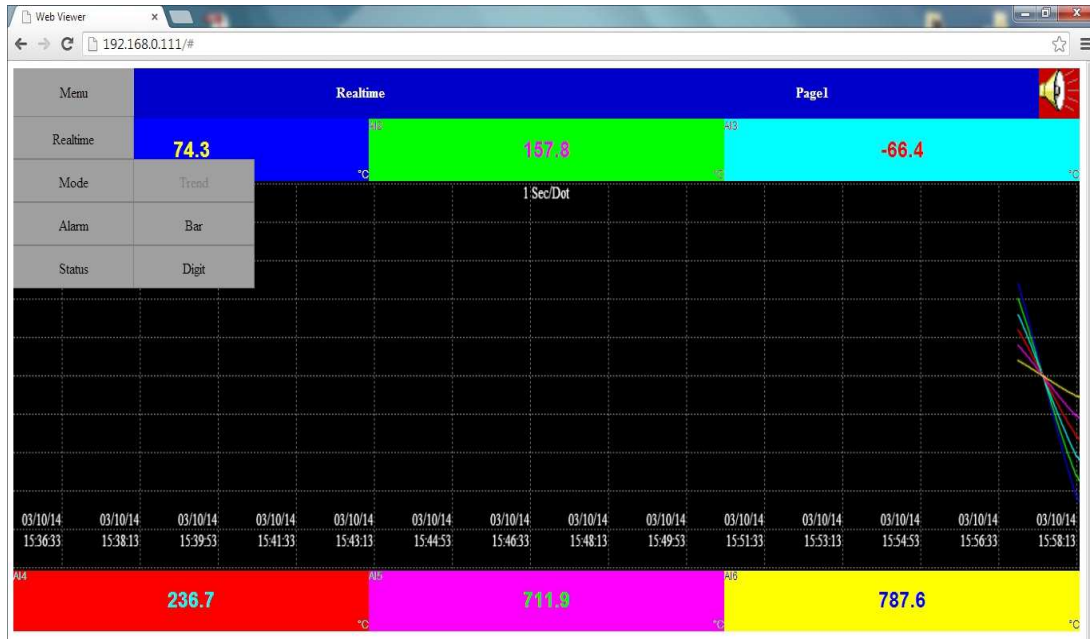 Web Viewer
192.168.0.111/#
Menu Realtime Page1
Realtime
AI2 AI3
74.3 157.8 -66.4
°C °C °C
Mode Trend
1 Sec/Dot
Alarm Bar
Status Digit
03/10/14 03/10/14 03/10/14 03/10/14 03/10/14 03/10/14 03/10/14 03/10/14 03/10/14 03/10/14 03/10/14 03/10/14 03/10/14 03/10/14
15:36:33 15:38:13 15:39:53 15:41:33 15:43:13 15:44:53 15:46:33 15:48:13 15:49:53 15:51:33 15:53:13 15:54:53 15:56:33 15:58:13
AI4 AI5 AI6
236.7 711.9 787.6
°C °C °C